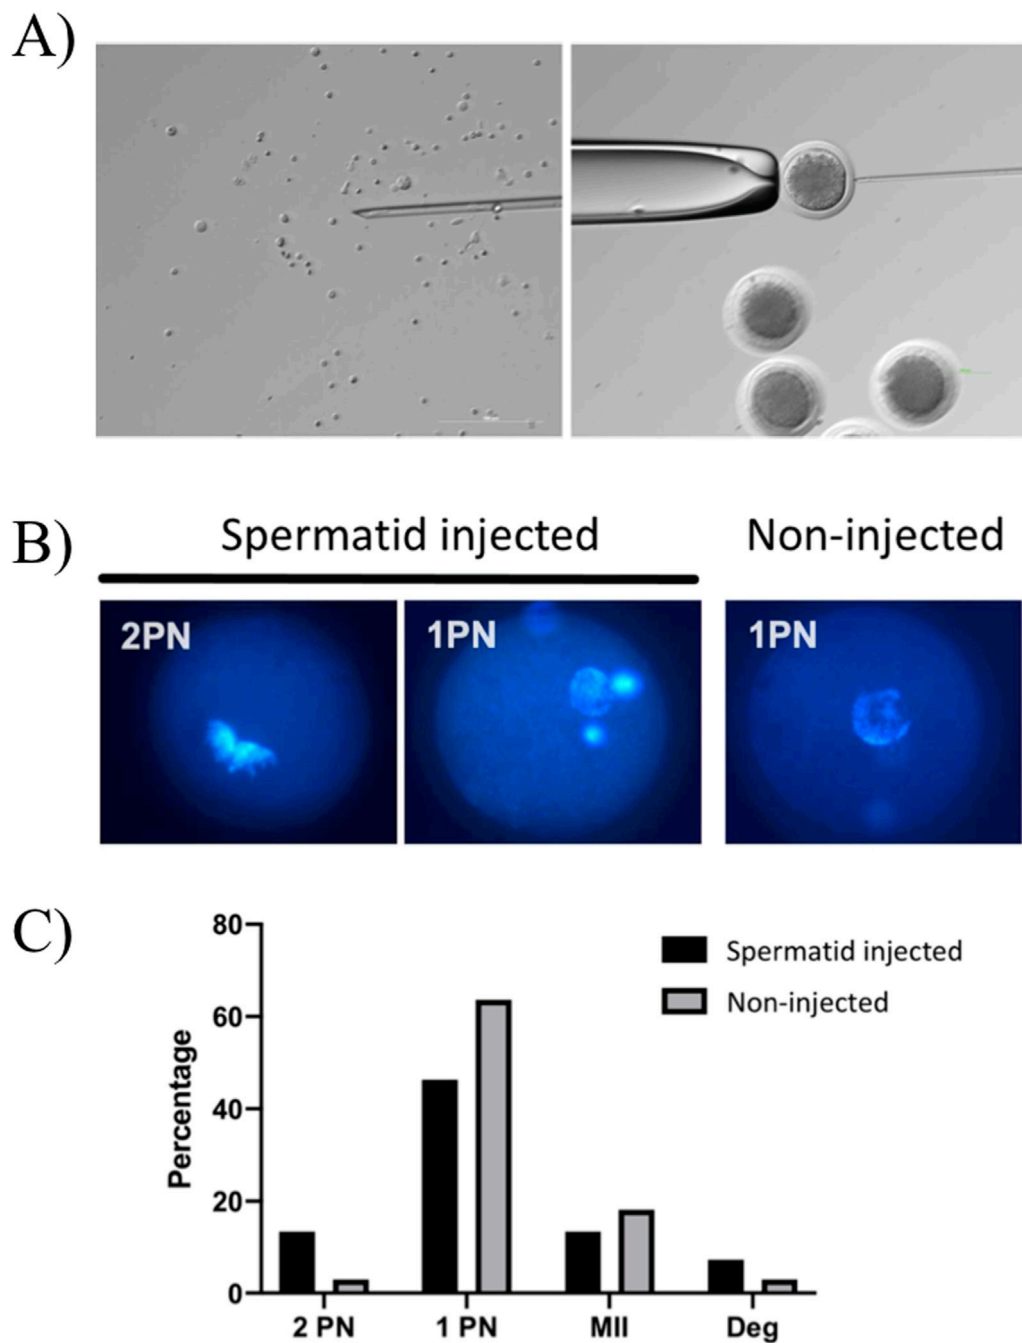 A)
B)
Spermatid injected
Non-injected
2PN
1PN
1PN
C)
80
60
40
20
0
Percentage
Spermatid injected
Non-injected
2 PN
1 PN
MII
Deg